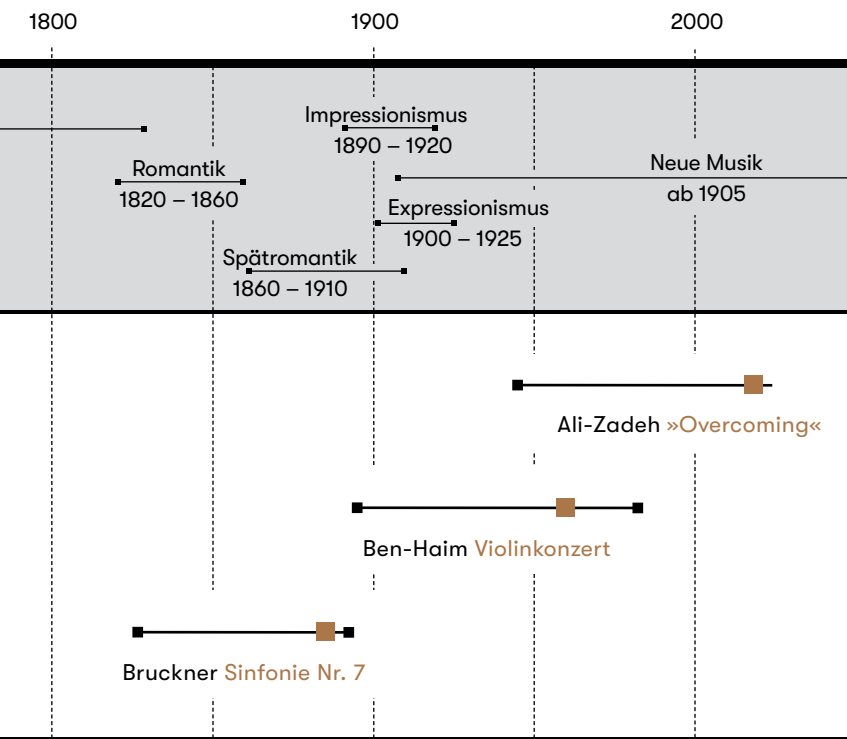 1800 1900 2000
Impressionismus
1890 – 1920
Romantik
1820 – 1860
Neue Musik
ab 1905
Expressionismus
1900 – 1925
Spätromantik
1860 – 1910
Ali-Zadeh »Overcoming«
Ben-Haim Violinkonzert
Bruckner Sinfonie Nr. 7